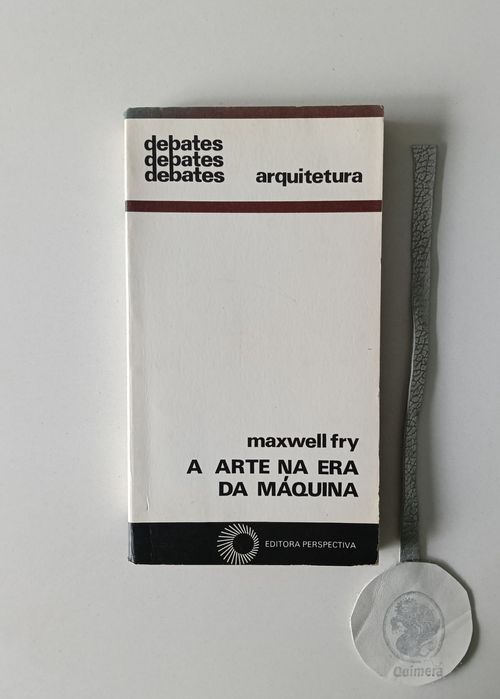 debates
debates
debates arquitetura
maxwell fry
A ARTE NA ERA
DA MÁQUINA
EDITORA PERSPECTIVA
Quimera